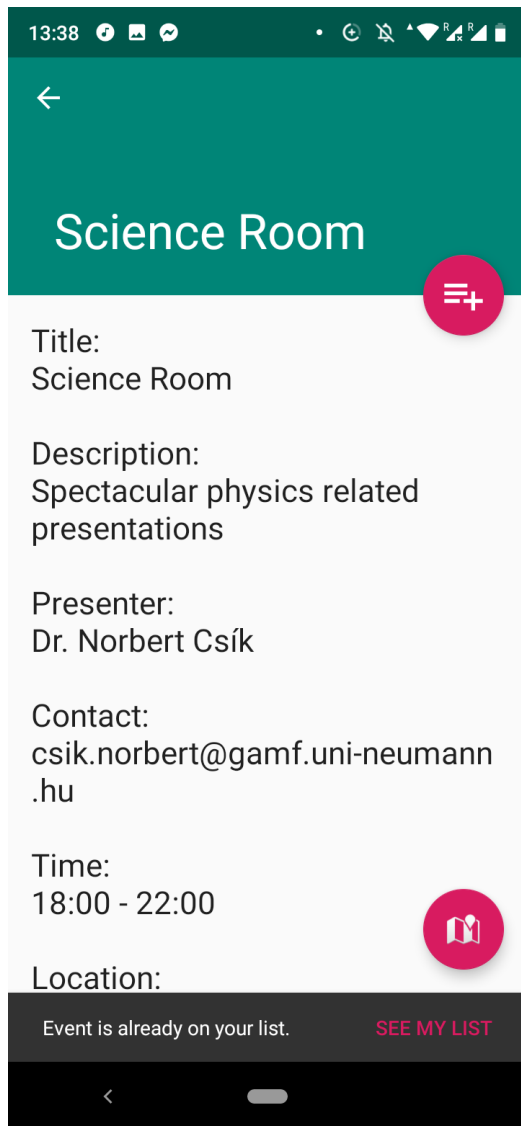 13:38
R R
Science Room
Title:
Science Room
Description:
Spectacular physics related
presentations
Presenter:
Dr. Norbert Csík
Contact:
csik.norbert@gamf.uni-neumann
.hu
Time:
18:00 - 22:00
Location:
Event is already on your list. SEE MY LIST